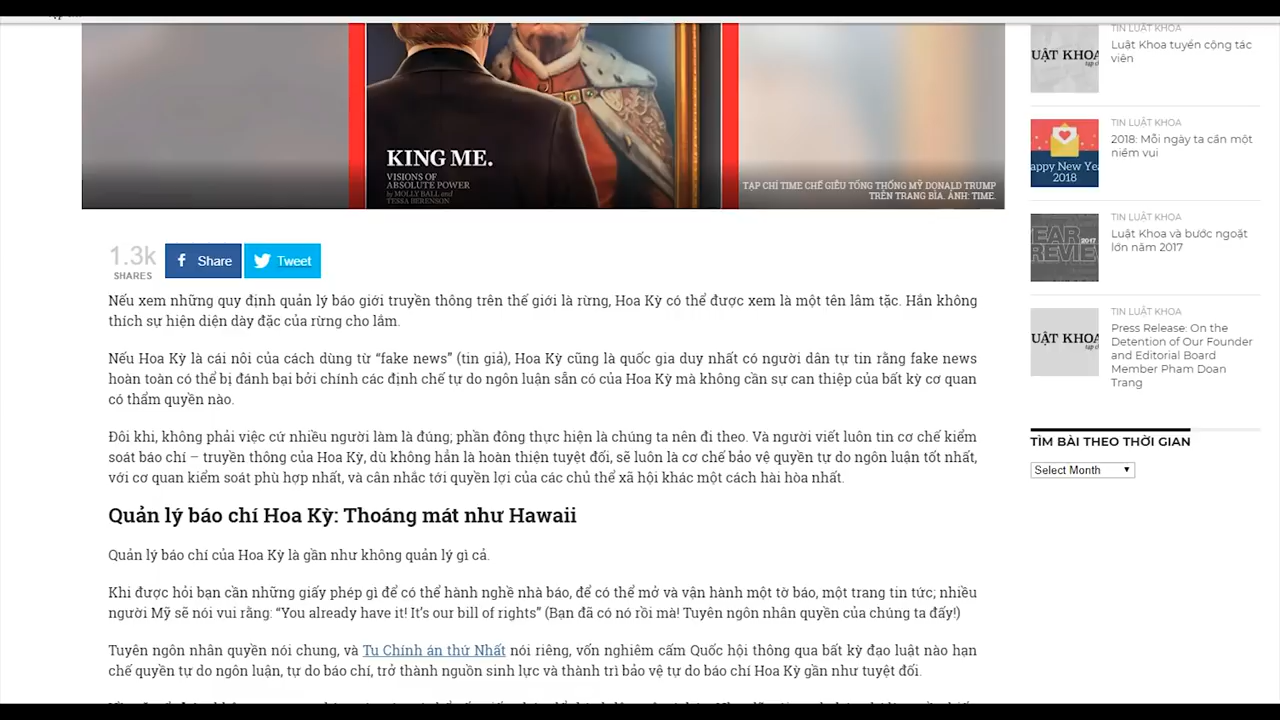 KING ME.
VISIONS OF
ABSOLUTE POWER
by MOLLY BALL and
TESSA BERENSON
TẠP CHÍ TIME CHẾ GIỄU TỔNG THỐNG MỸ DONALD TRUMP
TRÊN TRANG BÌA. ẢNH: TIME.
1.3k
SHARES
Share
Tweet
Nếu xem những quy định quản lý báo giới truyền thông trên thế giới là rừng, Hoa Kỳ có thể được xem là một tên lâm tặc. Hắn không
thích sự hiện diện dày đặc của rừng cho lắm.
Nếu Hoa Kỳ là cái nôi của cách dùng từ “fake news” (tin giả), Hoa Kỳ cũng là quốc gia duy nhất có người dân tự tin rằng fake news
hoàn toàn có thể bị đánh bại bởi chính các định chế tự do ngôn luận sẵn có của Hoa Kỳ mà không cần sự can thiệp của bất kỳ cơ quan
có thẩm quyền nào.
Đôi khi, không phải việc cứ nhiều người làm là đúng, phần đông thực hiện là chúng ta nên đi theo. Và người viết luôn tin cơ chế kiểm
soát báo chí – truyền thông của Hoa Kỳ, dù không hẳn là hoàn thiện tuyệt đối, sẽ luôn là cơ chế bảo vệ quyền tự do ngôn luận tốt nhất,
với cơ quan kiểm soát phù hợp nhất, và cân nhắc tới quyền lợi của các chủ thể xã hội khác một cách hài hòa nhất.
Quản lý báo chí Hoa Kỳ: Thoáng mát như Hawaii
Quản lý báo chí của Hoa Kỳ là gần như không quản lý gì cả.
Khi được hỏi bạn cần những giấy phép gì để có thể hành nghề nhà báo, để có thể mở và vận hành một tờ báo, một trang tin tức; nhiều
người Mỹ sẽ nói vui rằng: “You already have it! It’s our bill of rights” (Bạn đã có nó rồi mà! Tuyên ngôn nhân quyền của chúng ta đấy!)
Tuyên ngôn nhân quyền nói chung, và Tu Chính án thứ Nhất nói riêng, vốn nghiêm cấm Quốc hội thông qua bất kỳ đạo luật nào hạn
chế quyền tự do ngôn luận, tự do báo chí, trở thành nguồn sinh lực và thành trì bảo vệ tự do báo chí Hoa Kỳ gần như tuyệt đối.
TIN LUẬT KHOA
Luật Khoa tuyển cộng tác
viên
UẬT KHOA
tạp chí
TIN LUẬT KHOA
2018: Mỗi ngày ta cần một
niềm vui
appy New Ye
2018
TIN LUẬT KHOA
Luật Khoa và bước ngoặt
lớn năm 2017
EAR
2017
REVIE
TIN LUẬT KHOA
Press Release: On the
Detention of Our Founder
and Editorial Board
Member Pham Doan
Trang
UẬT KHOA
tạp chí
TÌM BÀI THEO THỜI GIAN
Select Month